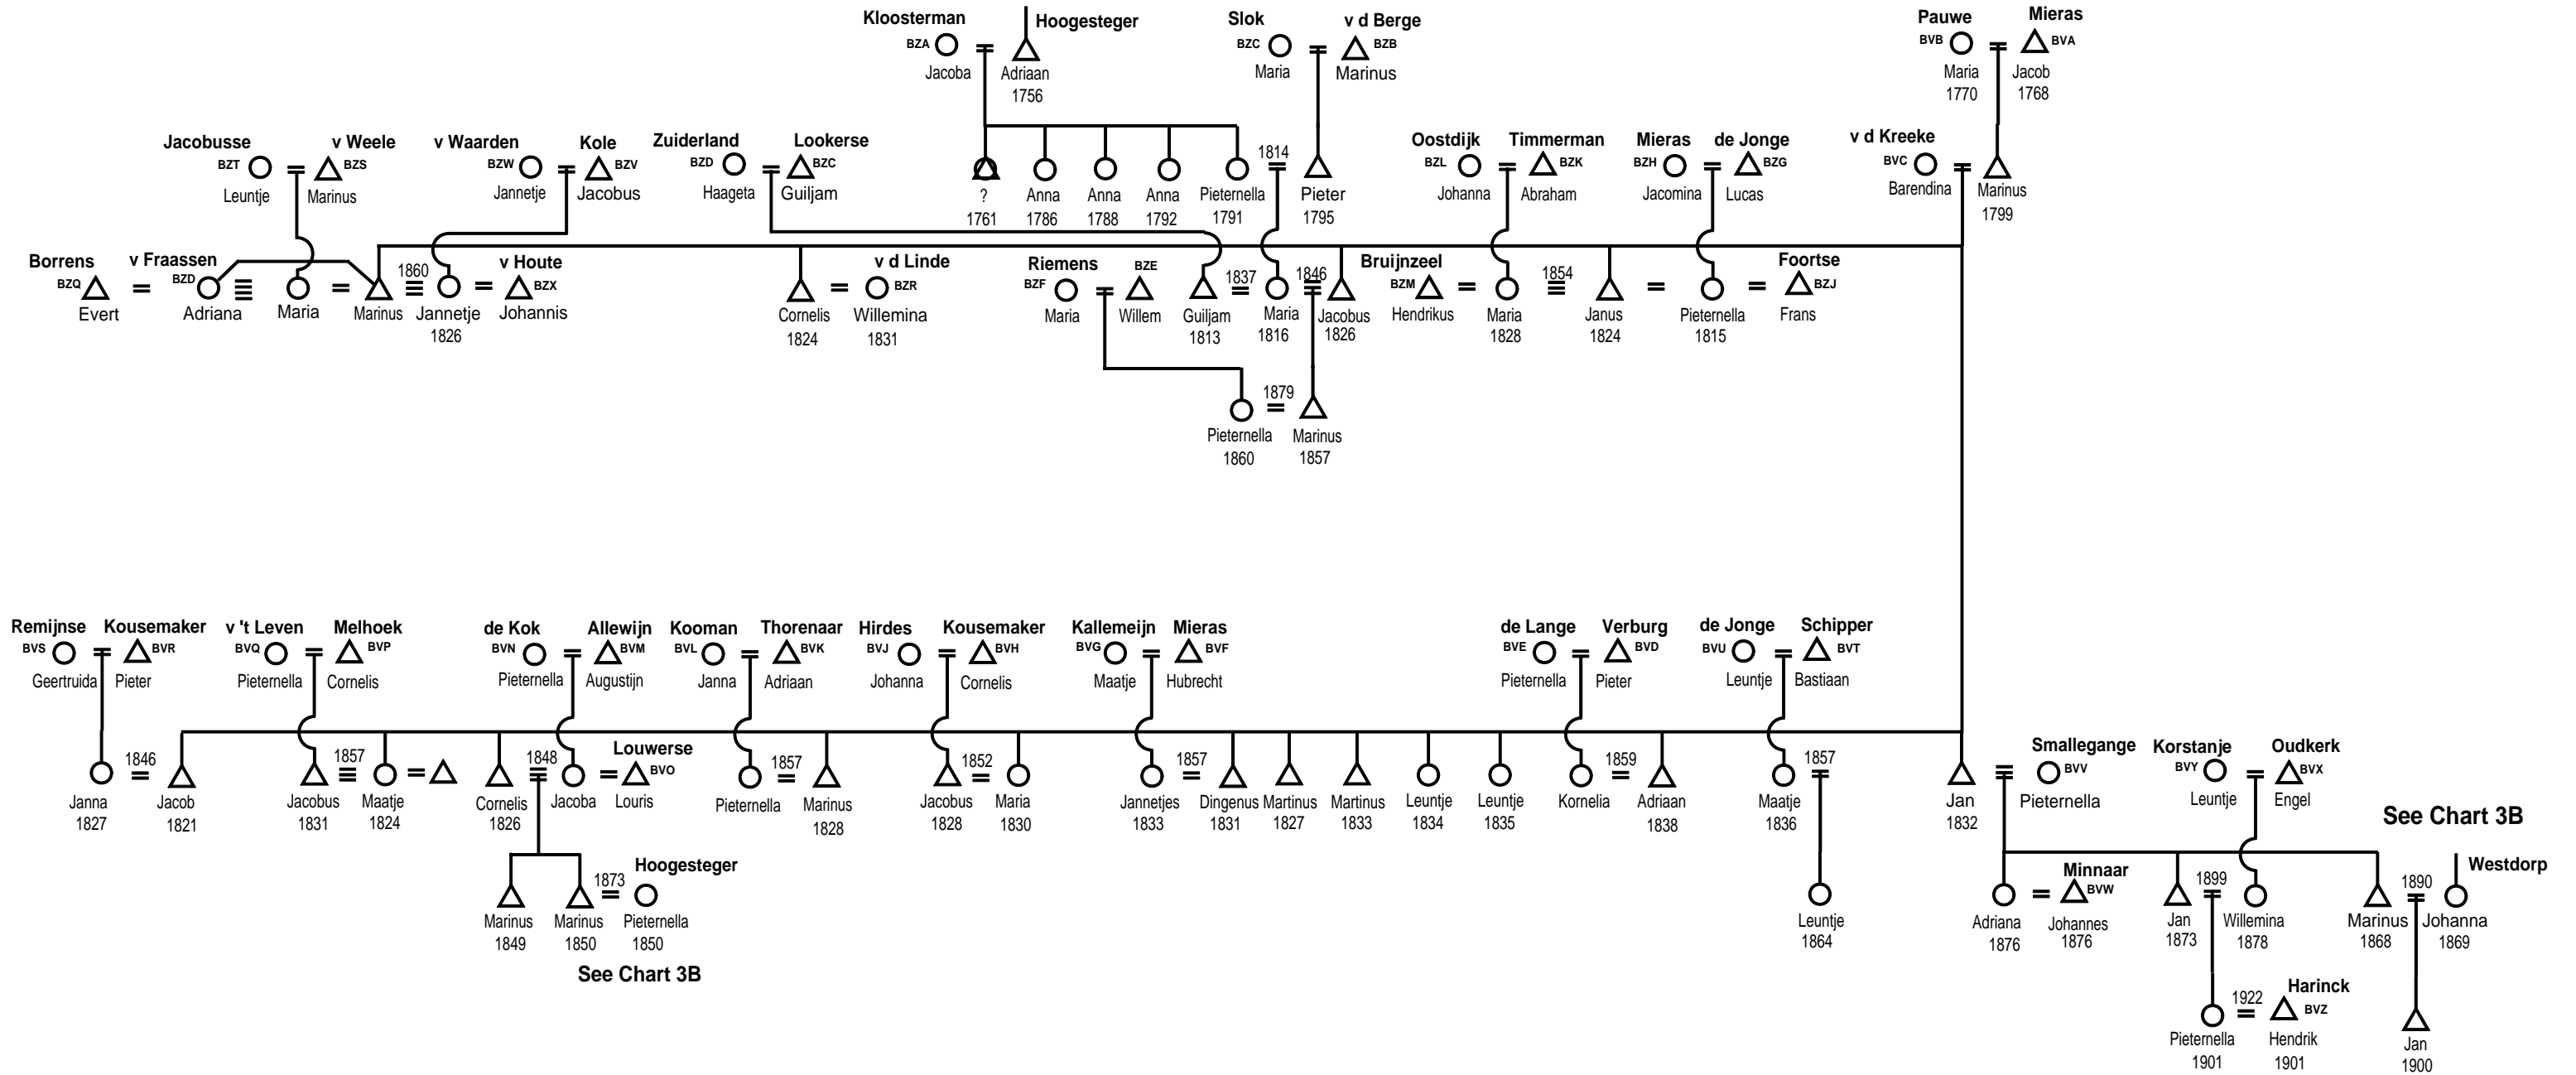 Kloosterman
BZA
Jacoba
Hoogesteger
Adriaan
1756
Slok
BZC
Maria
v d Berge
BZB
Marinus
Pauwe
BVB
Maria
1770
Mieras
BVA
Jacob
1768
Jacobusse
BZT
Leuntje
v Weele
BZS
Marinus
v Waarden
BZW
Jannetje
Kole
BZV
Jacobus
Zuiderland
BZD
Haageta
Lookerse
BZC
Guiljam
?
1761
Anna
1786
Anna
1788
Anna
1792
Pieternella
1791
1814
Pieter
1795
Oostdijk
BZL
Johanna
Timmerman
BZK
Abraham
Mieras
BZH
Jacomina
de Jonge
BZG
Lucas
v d Kreeke
BVC
Barendina
Marinus
1799
Borrens
BZQ
Evert
v Fraassen
BZD
Adriana
Maria
Marinus
1860
Jannetje
1826
v Houte
BZX
Johannis
Cornelis
1824
v d Linde
BZR
Willemina
1831
Riemens
BZF
Maria
BZE
Willem
Guiljam
1813
1837
Maria
1816
1846
Jacobus
1826
Bruijnzeel
BZM
Hendrikus
Maria
1828
1854
Janus
1824
Pieternella
1815
Foortse
BZJ
Frans
Pieternella
1860
1879
Marinus
1857
Remijnse
BVS
Geertruida
Kousemaker
BVR
Pieter
v 't Leven
BVQ
Pieternella
Melhoek
BVP
Cornelis
de Kok
BVN
Pieternella
Allewijn
BVM
Augustijn
Kooman
BVL
Janna
Thorenaar
BVK
Adriaan
Hirdes
BVJ
Johanna
Kousemaker
BVH
Cornelis
Kallemeijn
BVG
Maatje
Mieras
BVF
Hubrecht
de Lange
BVE
Pieternella
Verburg
BVD
Pieter
de Jonge
BVU
Leuntje
Schipper
BVT
Bastiaan
Janna
1827
1846
Jacob
1821
Jacobus
1831
1857
Maatje
1824
Cornelis
1826
1848
Jacoba
Louwerse
BVO
Louris
Pieternella
1857
Marinus
1828
Jacobus
1828
1852
Maria
1830
Jannetjes
1833
1857
Dingenus
1831
Martinus
1827
Martinus
1833
Leuntje
1834
Leuntje
1835
Kornelia
1859
Adriaan
1838
Maatje
1836
1857
Jan
1832
Smallegange
BVV
Pieternella
Korstanje
BVY
Leuntje
Oudkerk
BVX
Engel
See Chart 3B
Marinus
1849
Marinus
1850
1873
Hoogesteger
Pieternella
1850
See Chart 3B
Leuntje
1864
Adriana
1876
Minnaar
BVW
Johannes
1876
Jan
1873
1899
Willemina
1878
Marinus
1868
1890
Westdorp
Johanna
1869
Pieternella
1901
1922
Harinck
BVZ
Hendrik
1901
Jan
1900